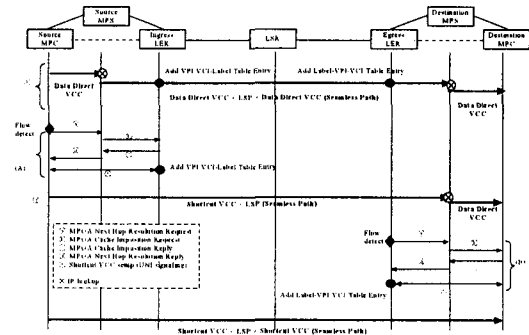 Source
MPS
Destination
MPS
Source
MPC
Ingress
LER
LSR
Egress
LER
Destination
MPC
Add VPI/VCI-Label Table Entry
Add Label-VPI/VCI Table Entry
Data Direct
VCC
Data Direct VCC - LSP - Data Direct VCC (Seamless Path)
Data Direct
VCC
Flow
detect
(A)
Add VPI/VCI-Label Table Entry
Shortcut VCC - LSP (Seamless Path)
Data Direct
VCC
MPOA Next Hop Resolution Request
MPOA Cache Imposition Request
MPOA Cache Imposition Reply
MPOA Next Hop Resolution Reply
Shortcut VCC setup (UNI signaling)
IP lookup
Flow
detect
Add Label-VPI/VCI Table Entry
Shortcut VCC - LSP - Shortcut VCC (Seamless Path)